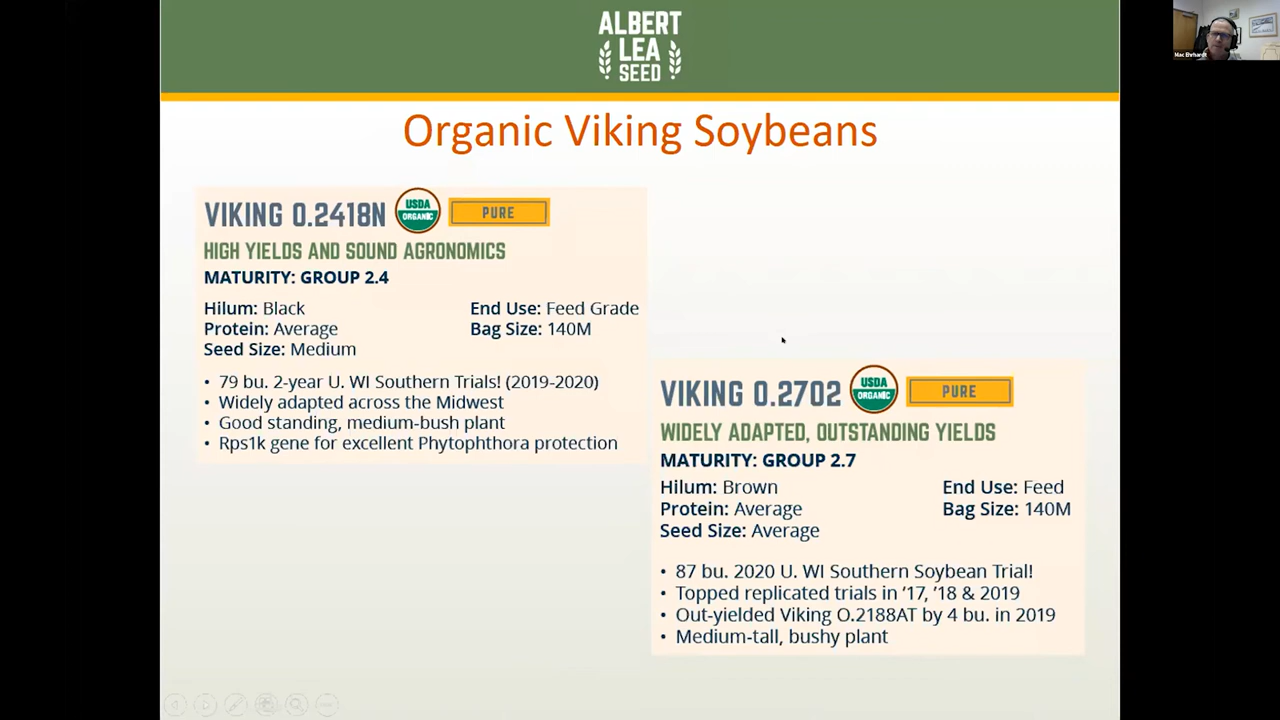 ALBERT
LEA
SEED
Mac Ehrhardt
Organic Viking Soybeans
VIKING O.2418N
USDA
ORGANIC
PURE
HIGH YIELDS AND SOUND AGRONOMICS
MATURITY: GROUP 2.4
Hilum: Black
End Use: Feed Grade
Protein: Average
Bag Size: 140M
Seed Size: Medium
• 79 bu. 2-year U. WI Southern Trials! (2019-2020)
• Widely adapted across the Midwest
• Good standing, medium-bush plant
• Rps1k gene for excellent Phytophthora protection
VIKING O.2702
USDA
ORGANIC
PURE
WIDELY ADAPTED, OUTSTANDING YIELDS
MATURITY: GROUP 2.7
Hilum: Brown
End Use: Feed
Protein: Average
Bag Size: 140M
Seed Size: Average
• 87 bu. 2020 U. WI Southern Soybean Trial!
• Topped replicated trials in '17, '18 & 2019
• Out-yielded Viking O.2188AT by 4 bu. in 2019
• Medium-tall, bushy plant